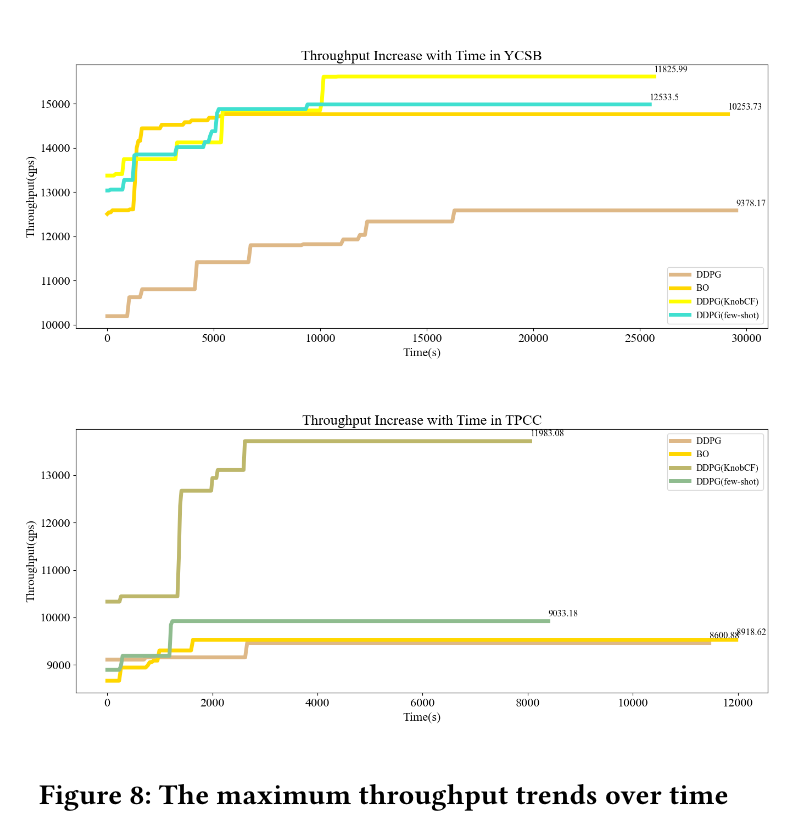 Throughput Increase with Time in YCSB
11825.99
12533.5
10253.73
9378.17
15000
14000
13000
12000
11000
10000
Throughput(qps)
DDPG
BO
DDPG(KnobCF)
DDPG(few-shot)
0 5000 10000 15000 20000 25000 30000
Time(s)
Throughput Increase with Time in TPCC
11983.08
9033.18
8600.88
8918.62
13000
12000
11000
10000
9000
Throughput(qps)
DDPG
BO
DDPG(KnobCF)
DDPG(few-shot)
0 2000 4000 6000 8000 10000 12000
Time(s)
Figure 8: The maximum throughput trends over time